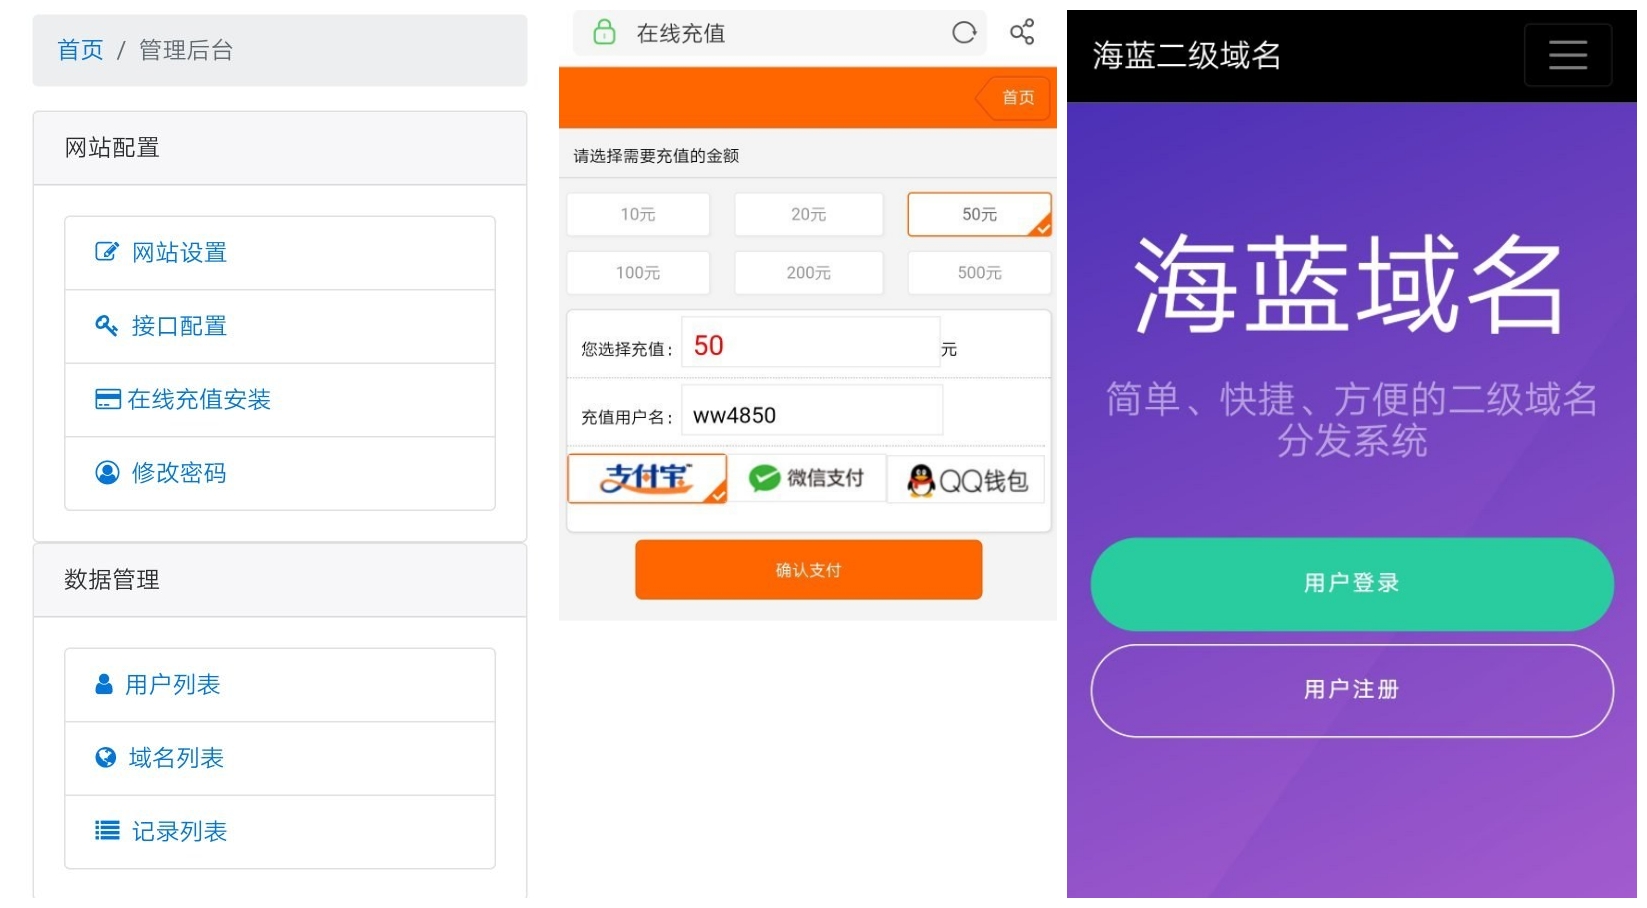 首页 / 管理后台
网站配置
网站设置
接口配置
在线充值安装
修改密码
数据管理
用户列表
域名列表
记录列表
在线充值
首页
请选择需要充值的金额
10元 20元 50元
100元 200元 500元
您选择充值： 50 元
充值用户名： ww4850
支付宝 微信支付 QQ钱包
确认支付
海蓝二级域名
海蓝域名
简单、快捷、方便的二级域名
分发系统
用户登录
用户注册